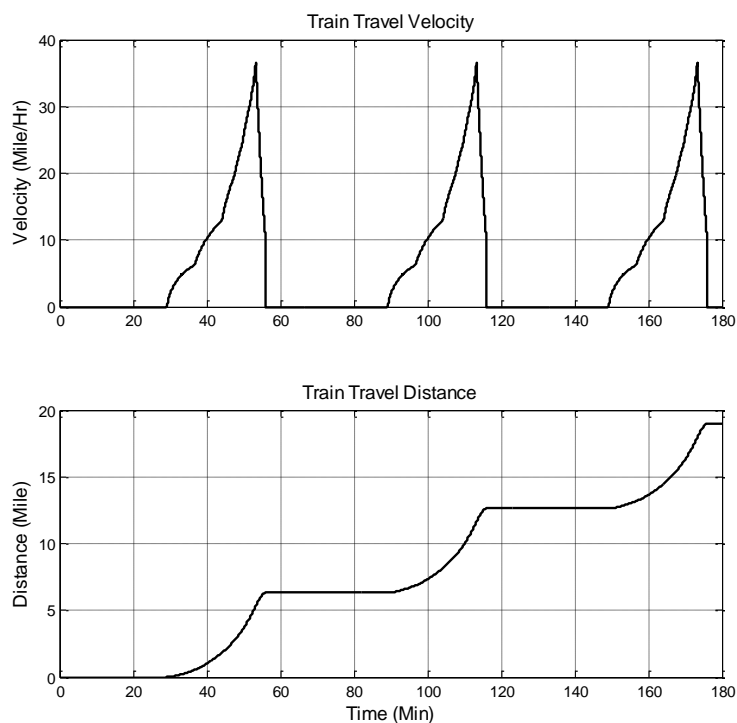 Train Travel Velocity
40
30
20
10
0
Velocity (Mile/Hr)
0 20 40 60 80 100 120 140 160 180
Train Travel Distance
20
15
10
5
0
Distance (Mile)
0 20 40 60 80 100 120 140 160 180
Time (Min)